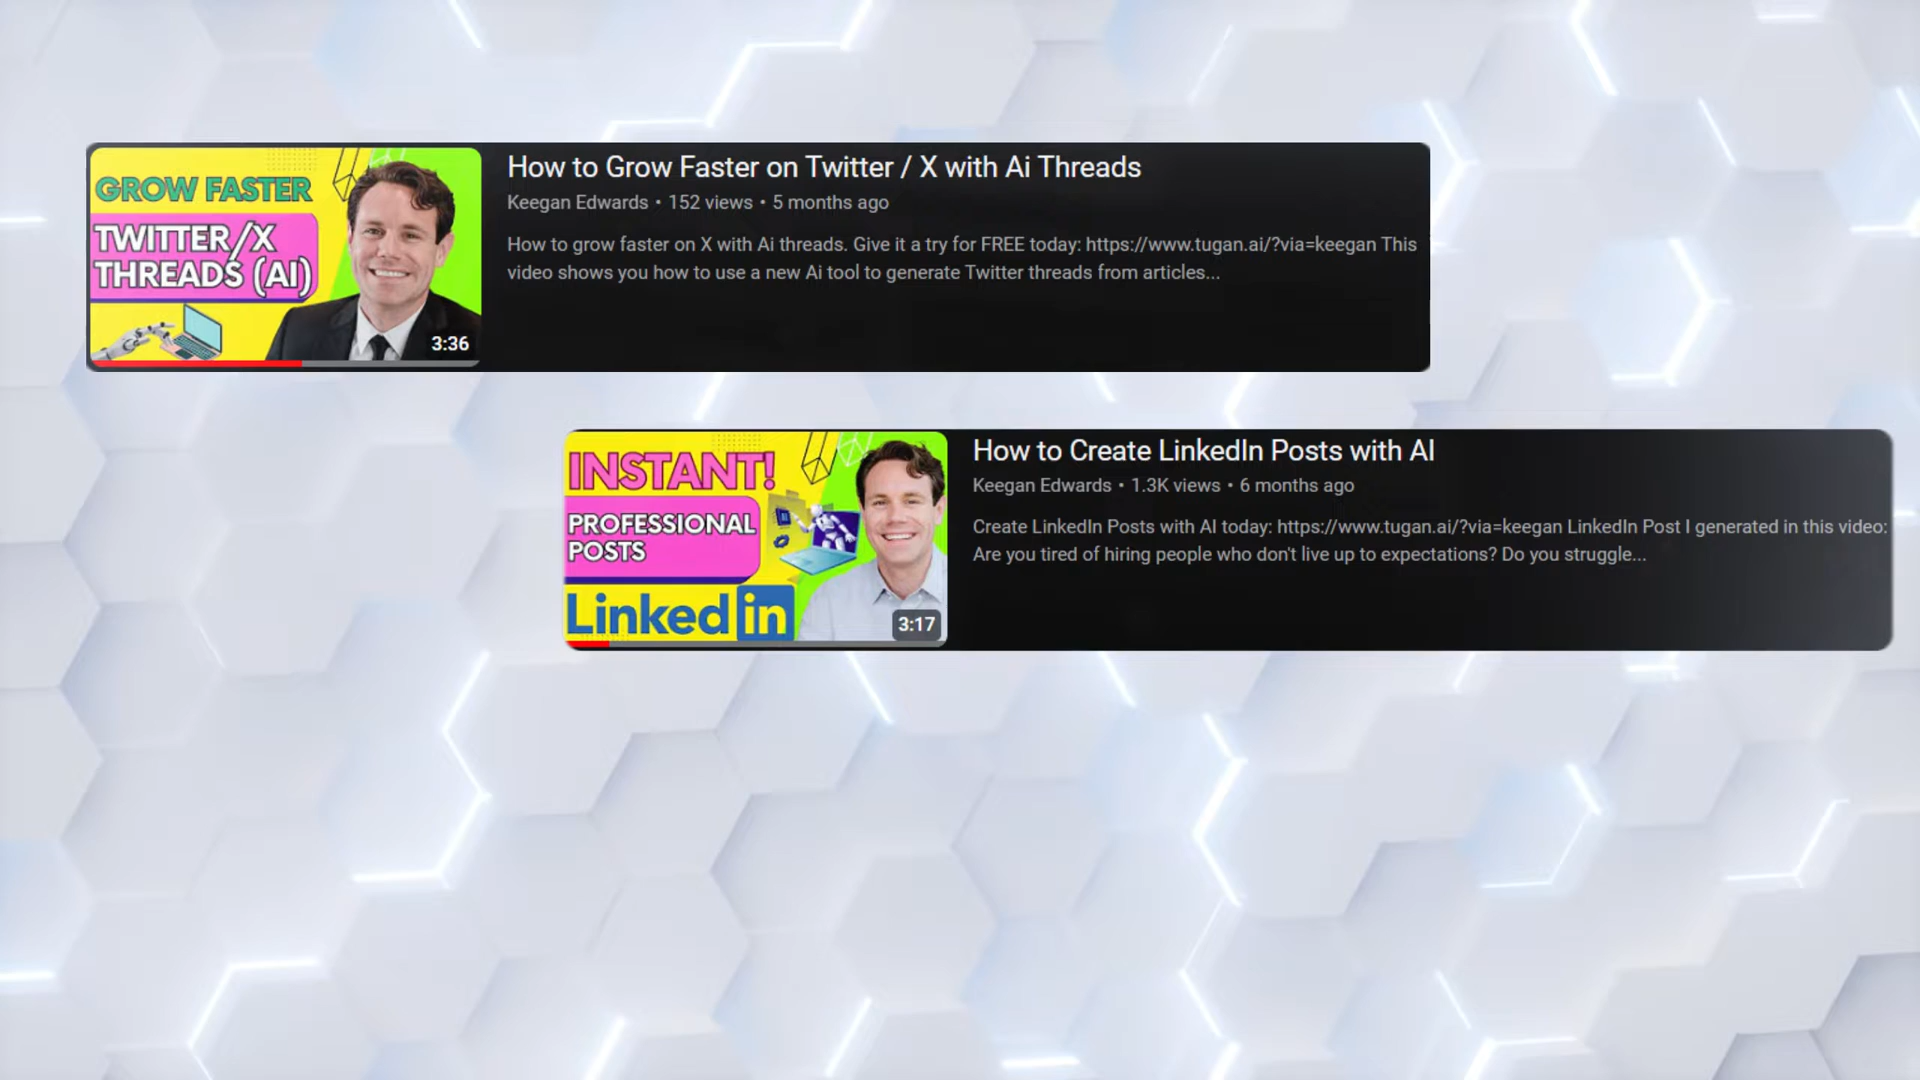 GROW FASTER
TWITTER/X
THREADS (AI)
3:36
How to Grow Faster on Twitter / X with Ai Threads
Keegan Edwards • 152 views • 5 months ago
How to grow faster on X with Ai threads. Give it a try for FREE today: https://www.tugan.ai/?via=keegan This
video shows you how to use a new Ai tool to generate Twitter threads from articles...
INSTANT!
PROFESSIONAL
POSTS
Linked in
3:17
How to Create LinkedIn Posts with AI
Keegan Edwards • 1.3K views • 6 months ago
Create LinkedIn Posts with AI today: https://www.tugan.ai/?via=keegan LinkedIn Post I generated in this video:
Are you tired of hiring people who don't live up to expectations? Do you struggle...